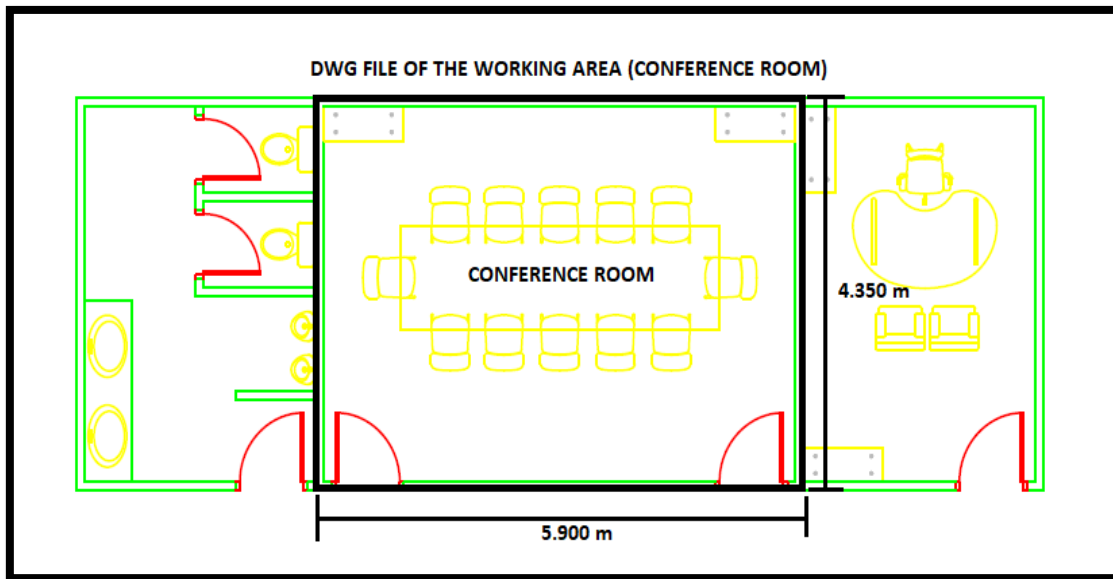 DWG FILE OF THE WORKING AREA (CONFERENCE ROOM)
CONFERENCE ROOM
4.350 m
5.900 m